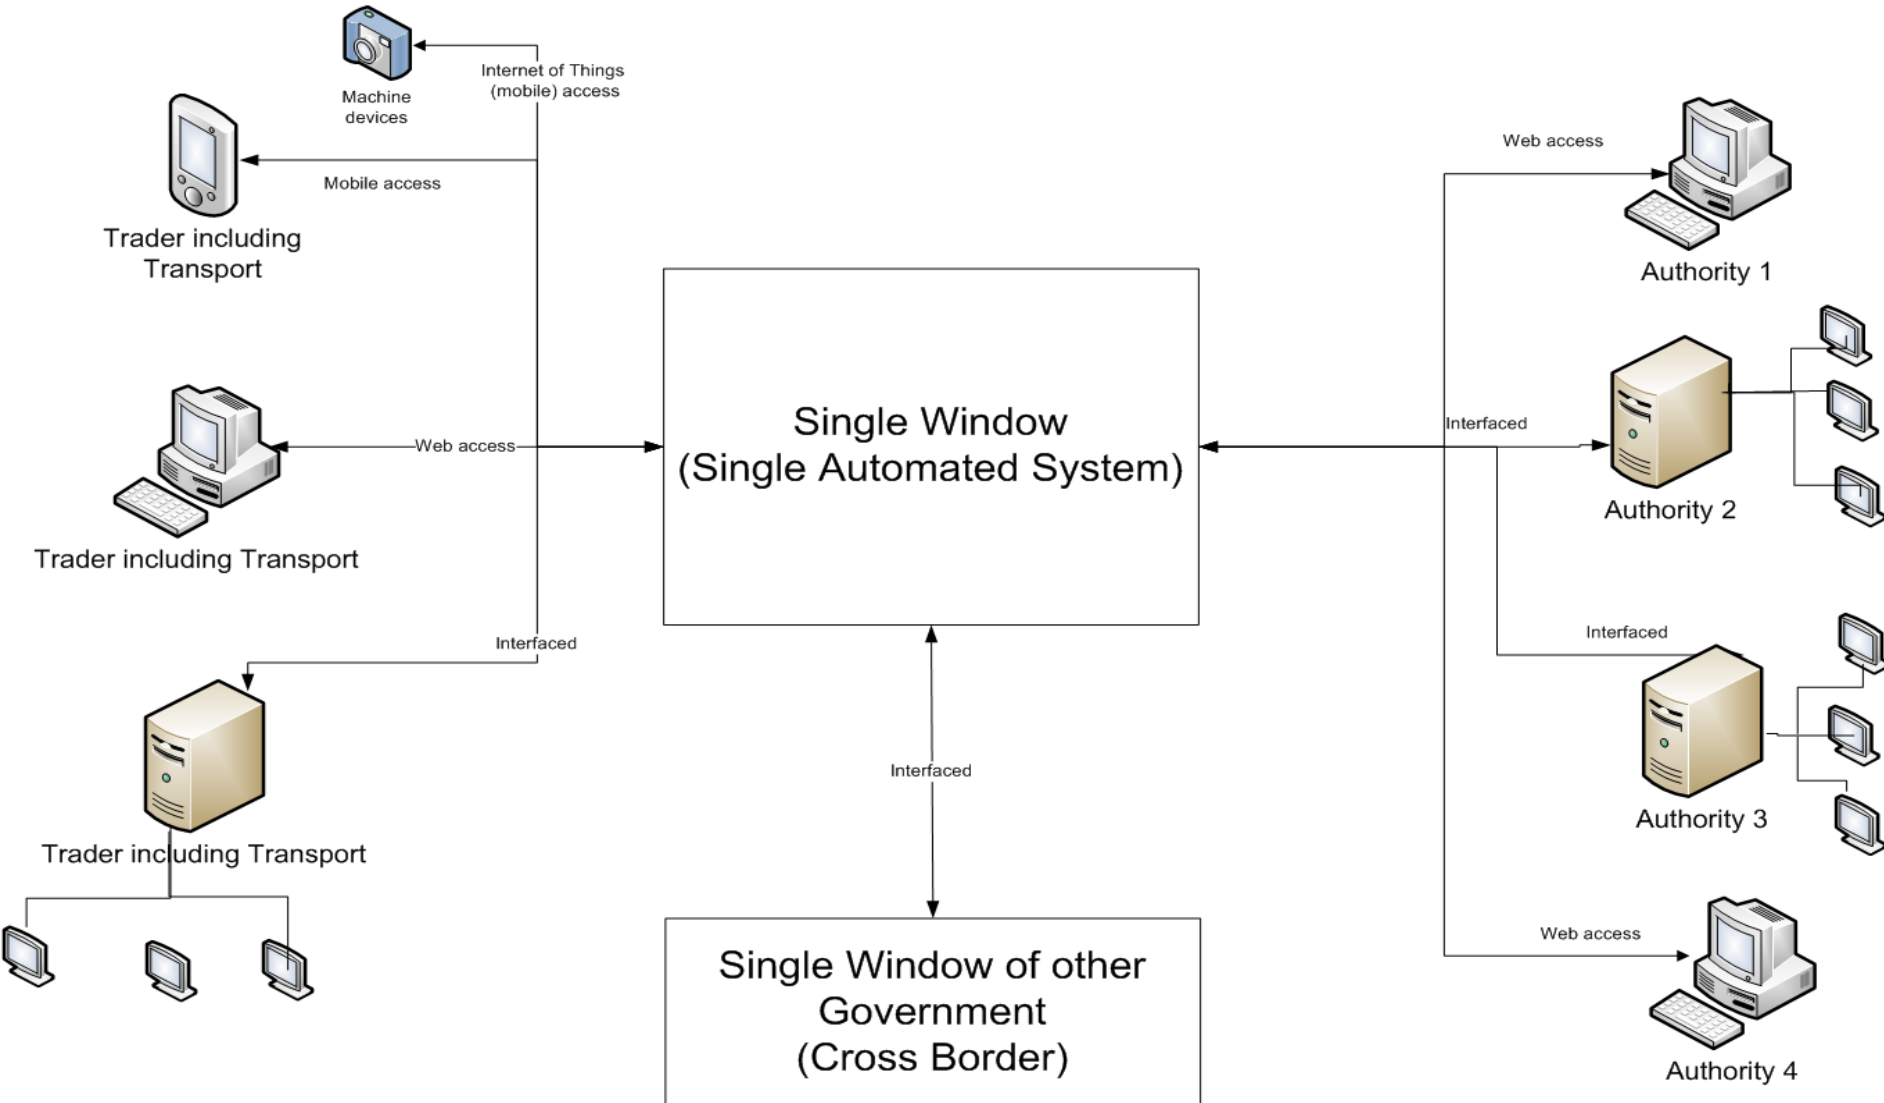 Internet of Things
(mobile) access
Machine
devices
Mobile access
Trader including
Transport
Web access
Trader including Transport
Interfaced
Trader including Transport
Single Window
(Single Automated System)
Interfaced
Single Window of other
Government
(Cross Border)
Web access
Authority 1
Interfaced
Authority 2
Interfaced
Authority 3
Web access
Authority 4